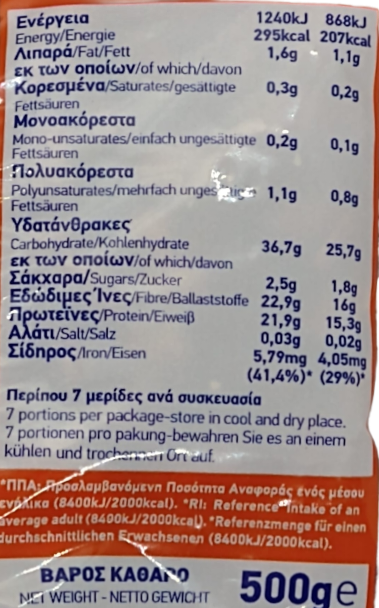 Ενέργεια 1240kJ 868kJ
Energy/Energie 295kcal 207kcal
Λιπαρά/Fat/Fett 1,6g 1,1g
εκ των οποίων/of which/davon
Κορεσμένα/Saturates/gesättigte 0,3g 0,2g
Fettsäuren
Μονοακόρεστα
Mono-unsaturates/einfach ungesättigte 0,2g 0,1g
Fettsäuren
Πολυακόρεστα
Polyunsaturates/mehrfach 1,1g 0,8g
Fettsäuren
Υδατάνθρακες
Carbohydrate/Kohlenhydrate 36,7g 25,7g
εκ των οποίων/of which/davon
Σάκχαρα/Sugars/Zucker 2,5g 1,8g
Εδώδιμες Ίνες/Fibre/Ballaststoffe 22,9g 16g
Πρωτεΐνες/Protein/Eiweiß 21,9g 15,3g
Αλάτι/Salt/Salz 0,03g 0,02g
Σίδηρος/Iron/Eisen 5,79mg 4,05mg
(41,4%)* (29%)*
Περίπου 7 μερίδες ανά συσκευασία
7 portions per package-store in cool and dry place.
7 portionen pro pakung-bewahren Sie es an einem
kühlen und trochennen Ort auf.
*ΠΠΑ: Προσλαμβανόμενη Ποσότητα Αναφοράς ενός μέσου
ενήλικα (8400kJ/2000kcal). *RI: Reference Intake of an
average adult (8400kJ/2000kcal). *Referenzmenge für einen
durchschnittlichen Erwachsenen (8400kJ/2000kcal).
ΒΑΡΟΣ ΚΑΘΑΡΟ
NET WEIGHT - NETTO GEWICHT 500g e